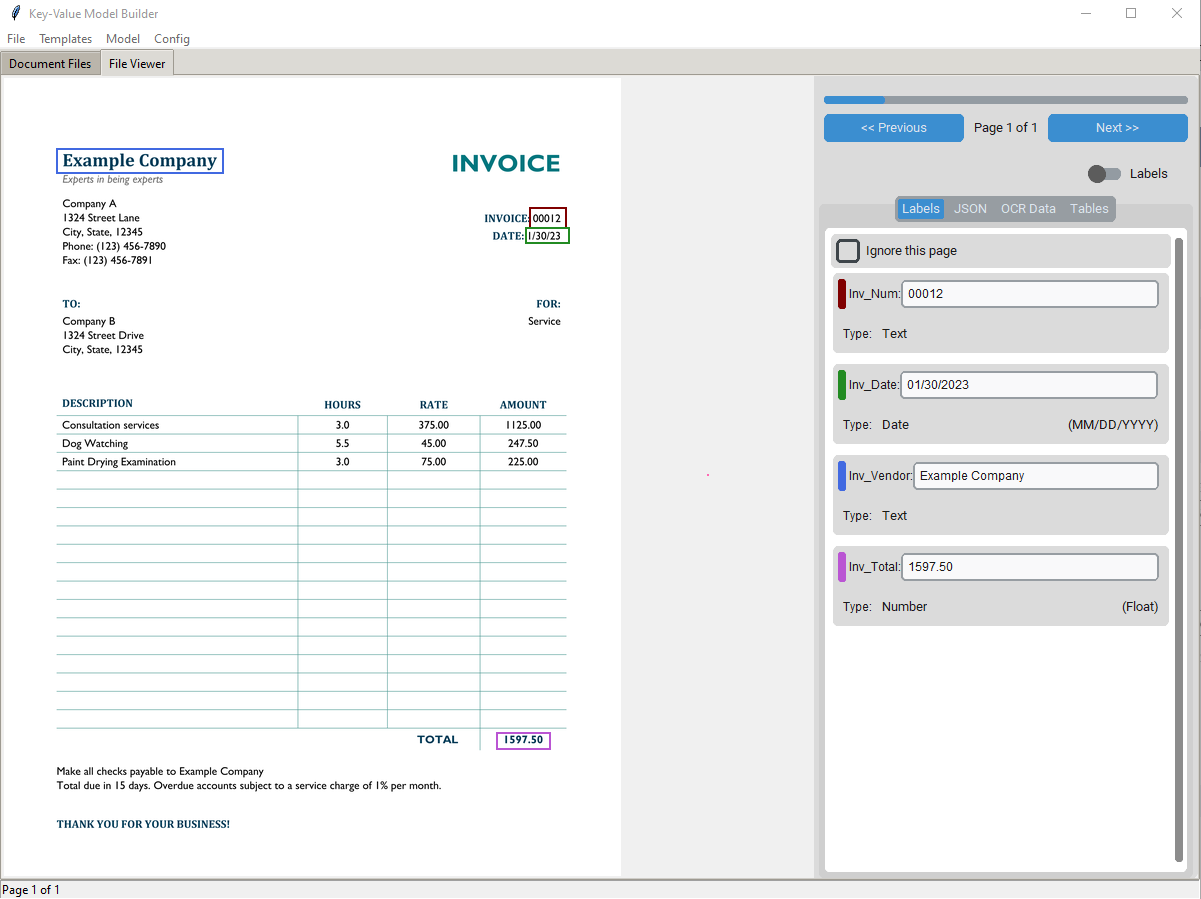 Key-Value Model Builder
File Templates Model Config
Document Files File Viewer
Example Company
Experts in being experts
INVOICE
Company A
1324 Street Lane
City, State, 12345
Phone: (123) 456-7890
Fax: (123) 456-7891
INVOICE: 00012
DATE: 1/30/23
TO:
Company B
1324 Street Drive
City, State, 12345
FOR:
Service
DESCRIPTION HOURS RATE AMOUNT
Consultation services 3.0 375.00 1125.00
Dog Watching 5.5 45.00 247.50
Paint Drying Examination 3.0 75.00 225.00
TOTAL 1597.50
Make all checks payable to Example Company
Total due in 15 days. Overdue accounts subject to a service charge of 1% per month.
THANK YOU FOR YOUR BUSINESS!
<< Previous Page 1 of 1 Next >>
Labels
Labels JSON OCR Data Tables
Ignore this page
Inv_Num: 00012
Type: Text
Inv_Date: 01/30/2023
Type: Date (MM/DD/YYYY)
Inv_Vendor: Example Company
Type: Text
Inv_Total: 1597.50
Type: Number (Float)
Page 1 of 1